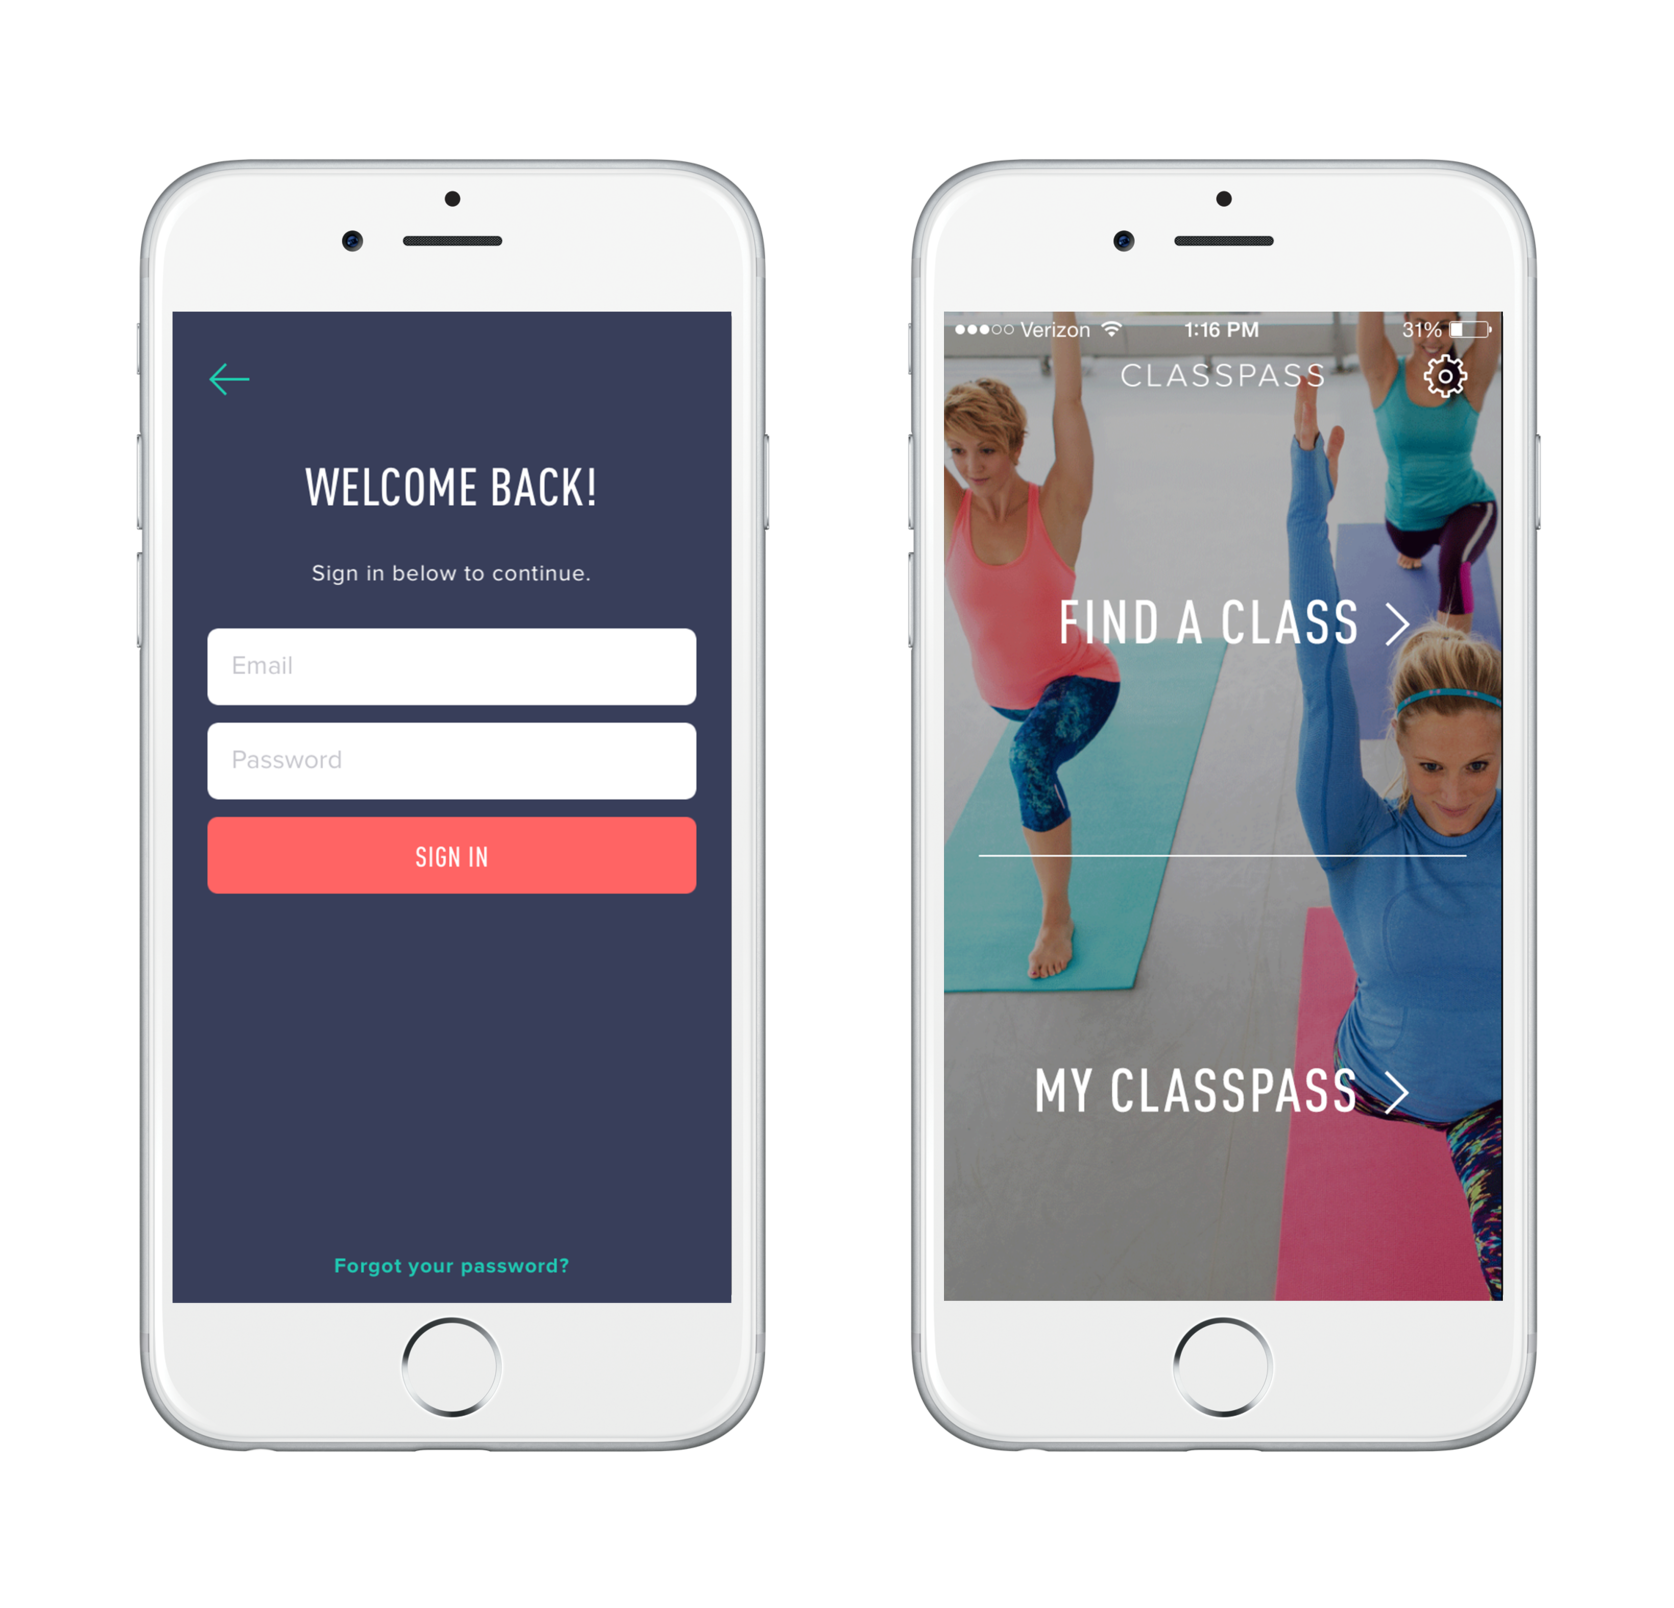 WELCOME BACK!
Sign in below to continue.
Email
Password
SIGN IN
Forgot your password?
Verizon 1:16 PM 31%
CLASSPASS
FIND A CLASS
MY CLASSPASS